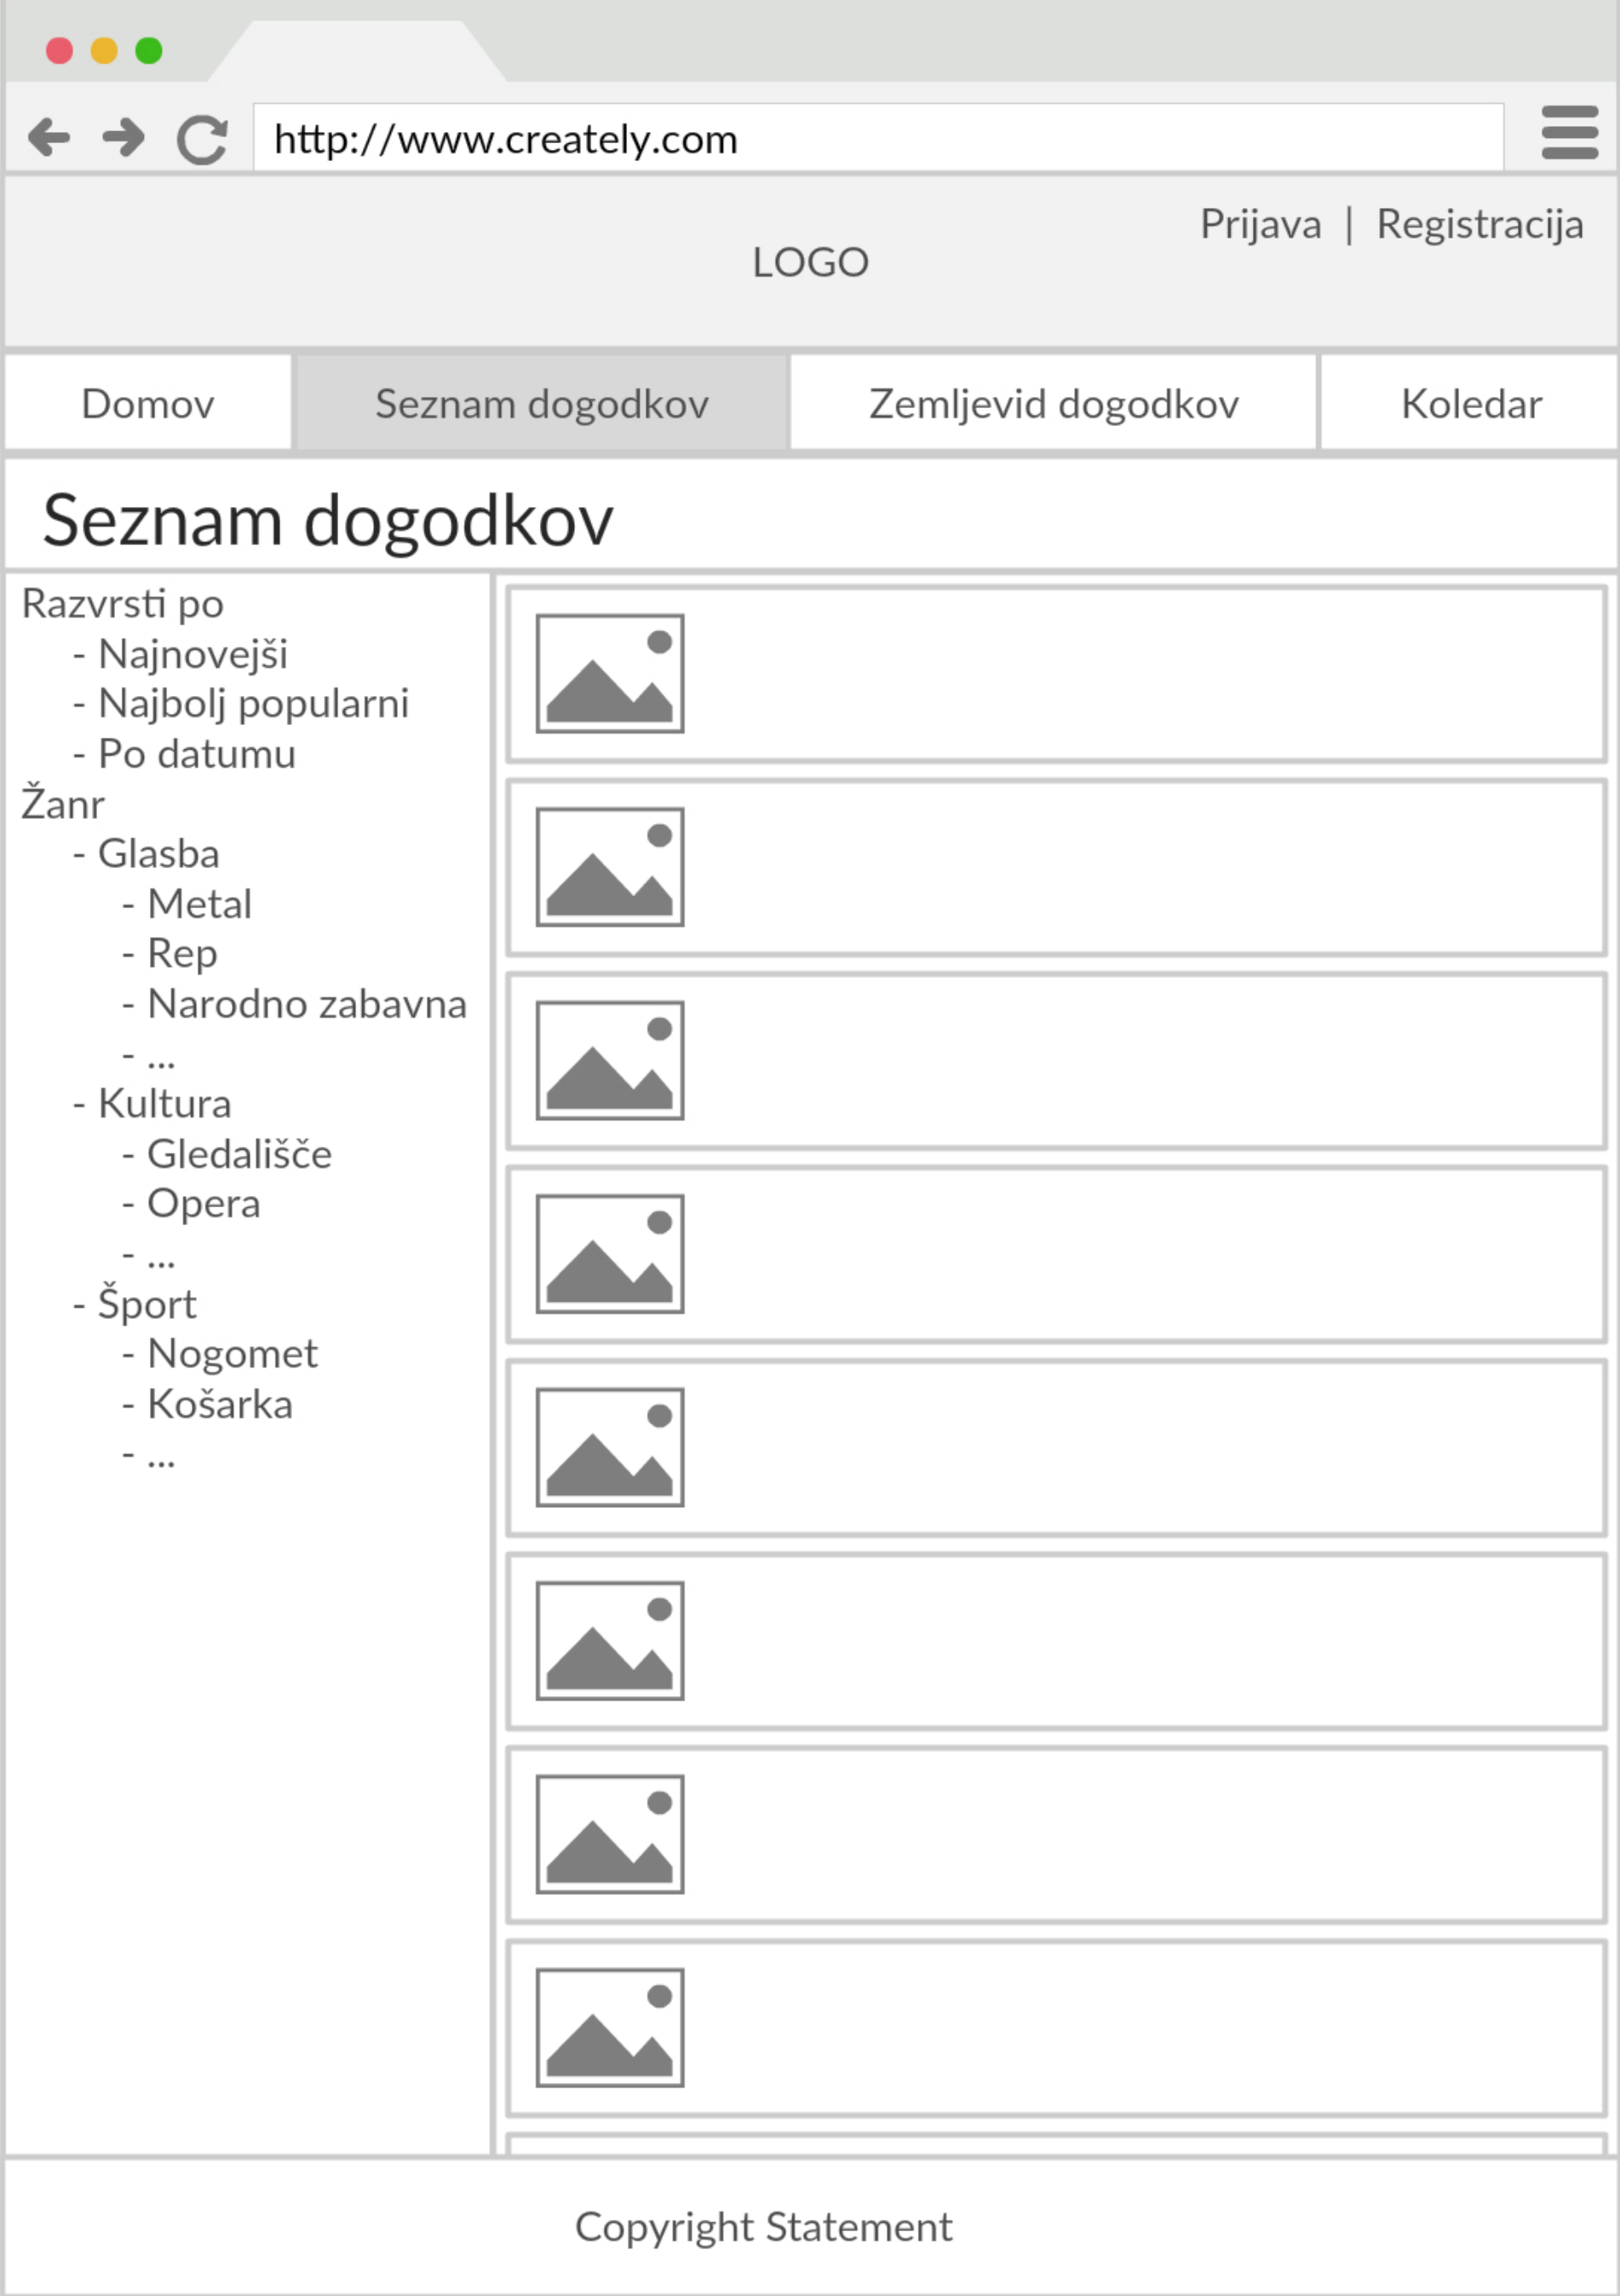 http://www.creately.com
Prijava | Registracija
LOGO
Domov
Seznam dogodkov
Zemljevid dogodkov
Koledar
Seznam dogodkov
Razvrsti po
- Najnovejši
- Najbolj popularni
- Po datumu
Žanr
- Glasba
- Metal
- Rep
- Narodno zabavna
- ...
- Kultura
- Gledališče
- Opera
- ...
- Šport
- Nogomet
- Košarka
- ...
Copyright Statement